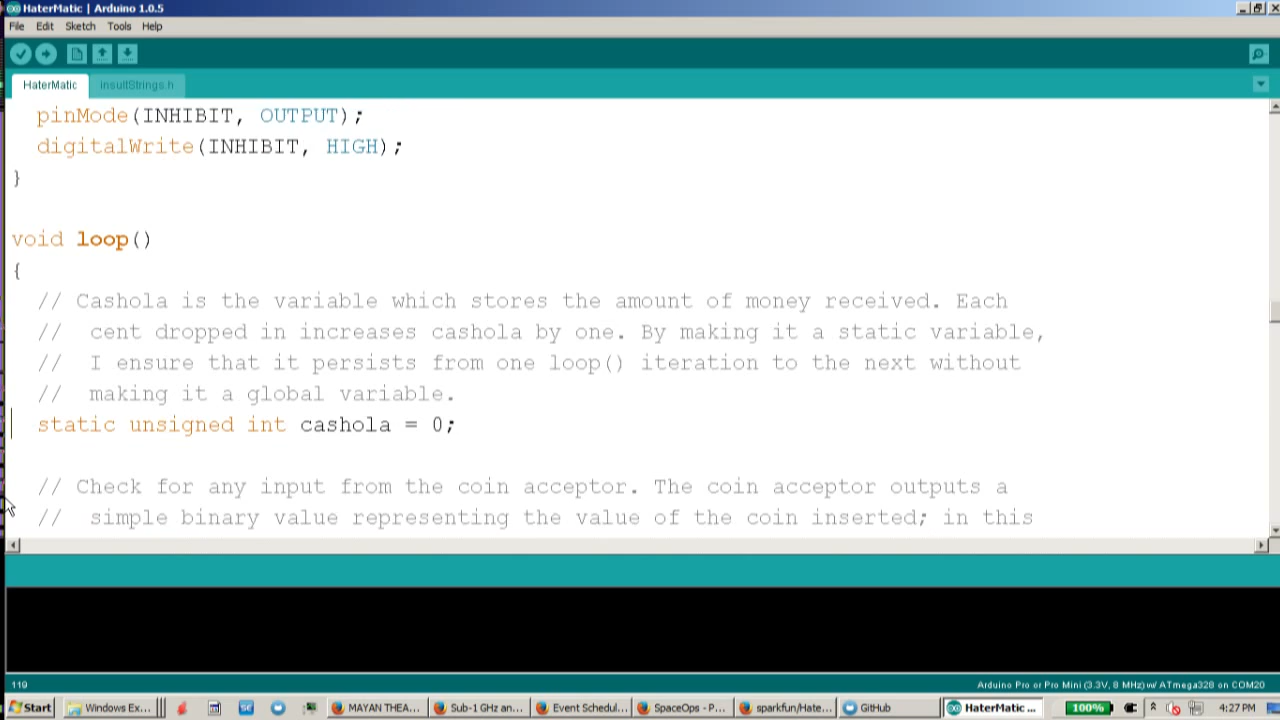 HaterMatic | Arduino 1.0.5
File Edit Sketch Tools Help
HaterMatic insultStrings.h
pinMode(INHIBIT, OUTPUT);
digitalWrite(INHIBIT, HIGH);
}
void loop()
{
// Cashola is the variable which stores the amount of money received. Each
// cent dropped in increases cashola by one. By making it a static variable,
// I ensure that it persists from one loop() iteration to the next without
// making it a global variable.
static unsigned int cashola = 0;
// Check for any input from the coin acceptor. The coin acceptor outputs a
// simple binary value representing the value of the coin inserted; in this
119 Arduino Pro or Pro Mini (3.3V, 8 MHz) w/ ATmega328 on COM20
Start Windows Ex... MAYAN THEA... Sub-1 GHz an... Event Schedul... SpaceOps - P... sparkfun/Hate... GitHub HaterMatic ... 100% 4:27 PM